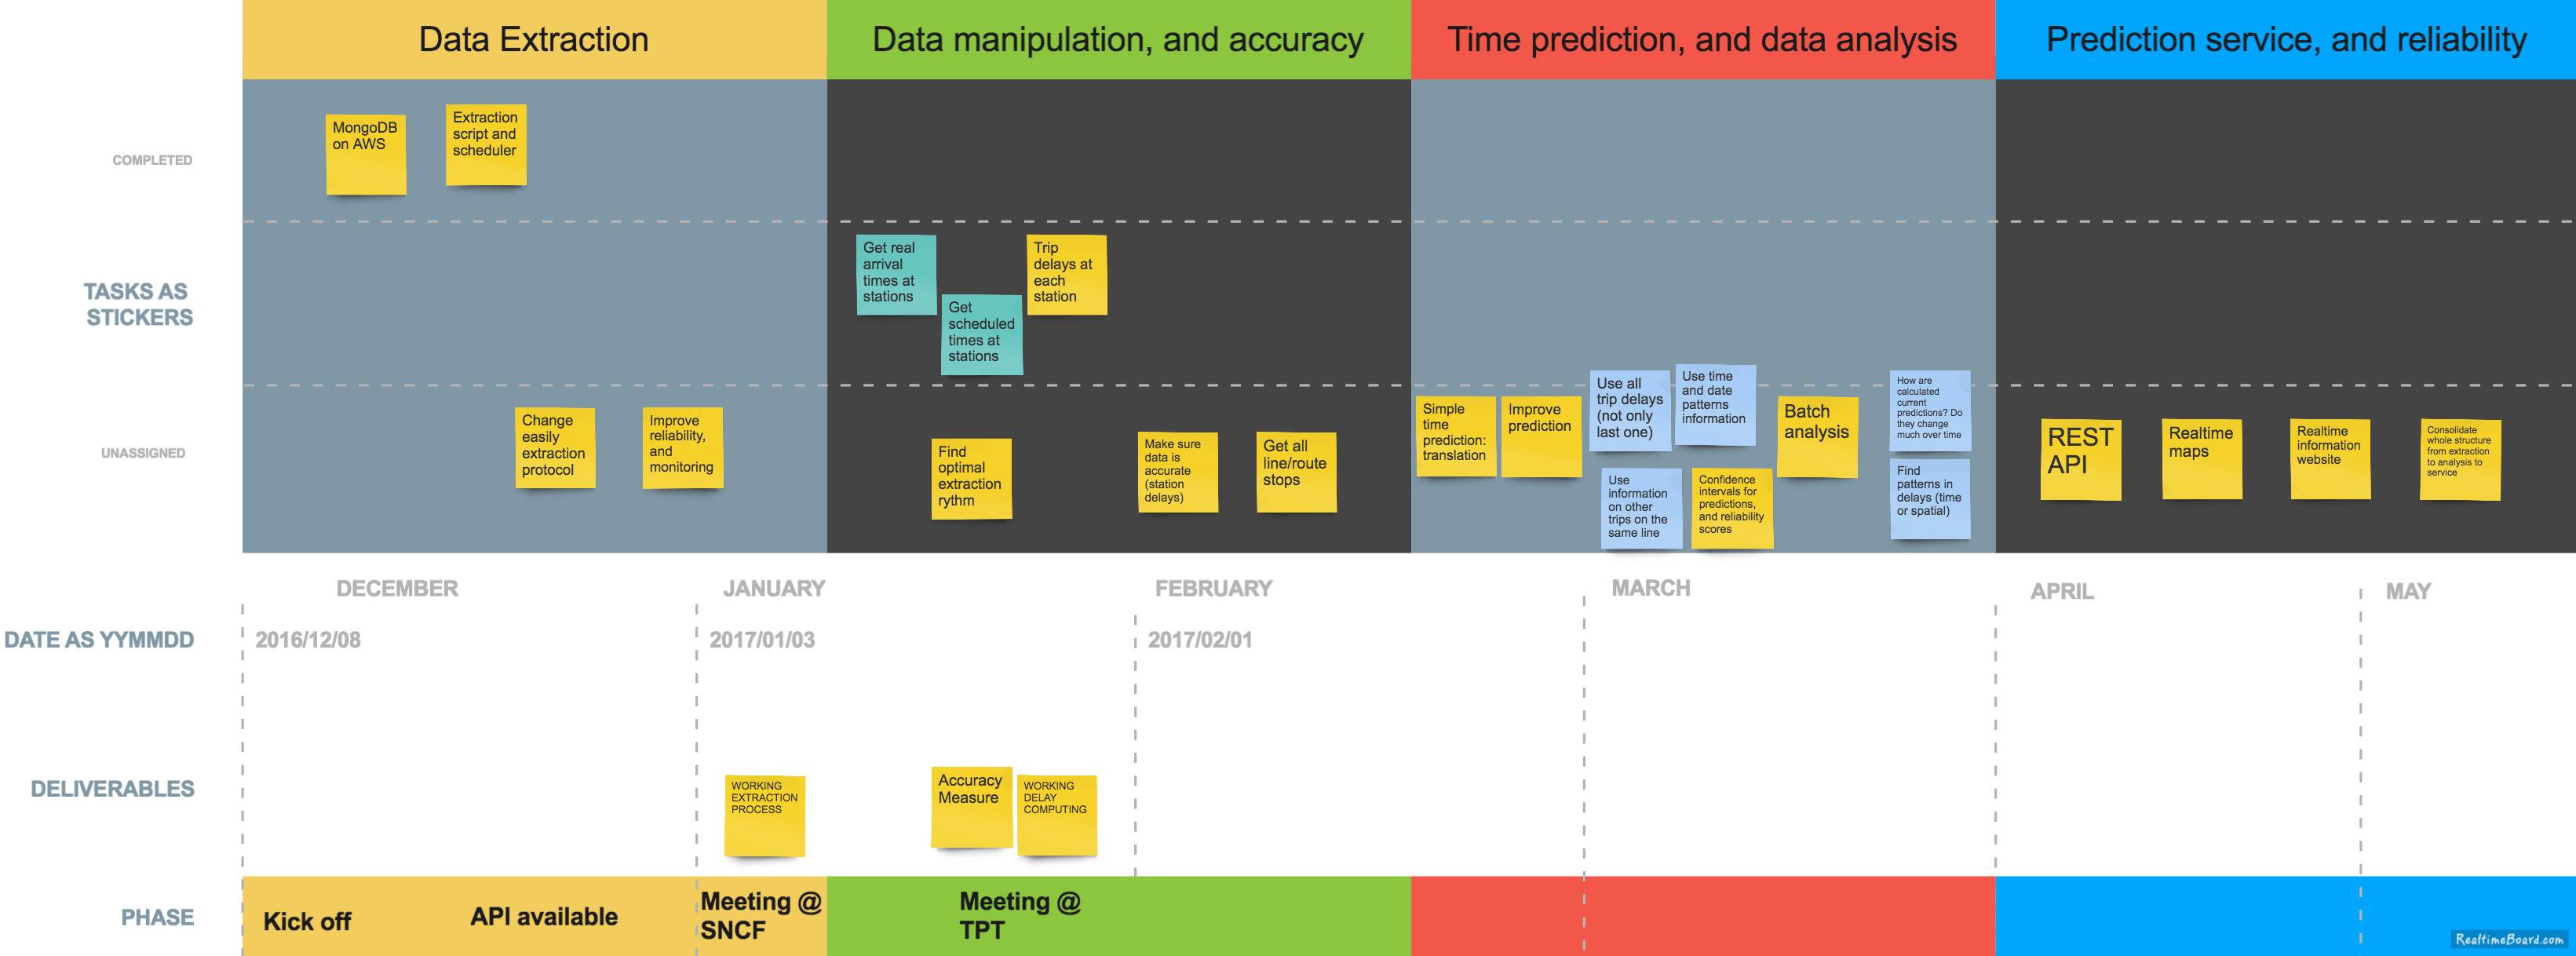 Data Extraction
Data manipulation, and accuracy
Time prediction, and data analysis
Prediction service, and reliability
COMPLETED
MongoDB
on AWS
Extraction
script and
scheduler
TASKS AS
STICKERS
Get real
arrival
times at
stations
Get
scheduled
times at
stations
Trip
delays at
each
station
UNASSIGNED
Change
easily
extraction
protocol
Improve
reliability,
and
monitoring
Find
optimal
extraction
rythm
Make sure
data is
accurate
(station
delays)
Get all
line/route
stops
Simple
time
prediction:
translation
Improve
prediction
Use all
trip delays
(not only
last one)
Use time
and date
patterns
information
Batch
analysis
How are
calculated
current
predictions? Do
they change
much over time
Use
information
on other
trips on the
same line
Confidence
intervals for
predictions,
and reliability
scores
Find
patterns in
delays (time
or spatial)
REST
API
Realtime
maps
Realtime
information
website
Consolidate
whole structure
from extraction
to analysis to
service
DECEMBER
JANUARY
FEBRUARY
MARCH
APRIL
MAY
DATE AS YYMMDD
2016/12/08
2017/01/03
2017/02/01
DELIVERABLES
WORKING
EXTRACTION
PROCESS
Accuracy
Measure
WORKING
DELAY
COMPUTING
PHASE
Kick off
API available
Meeting @
SNCF
Meeting @
TPT
RealtimeBoard.com